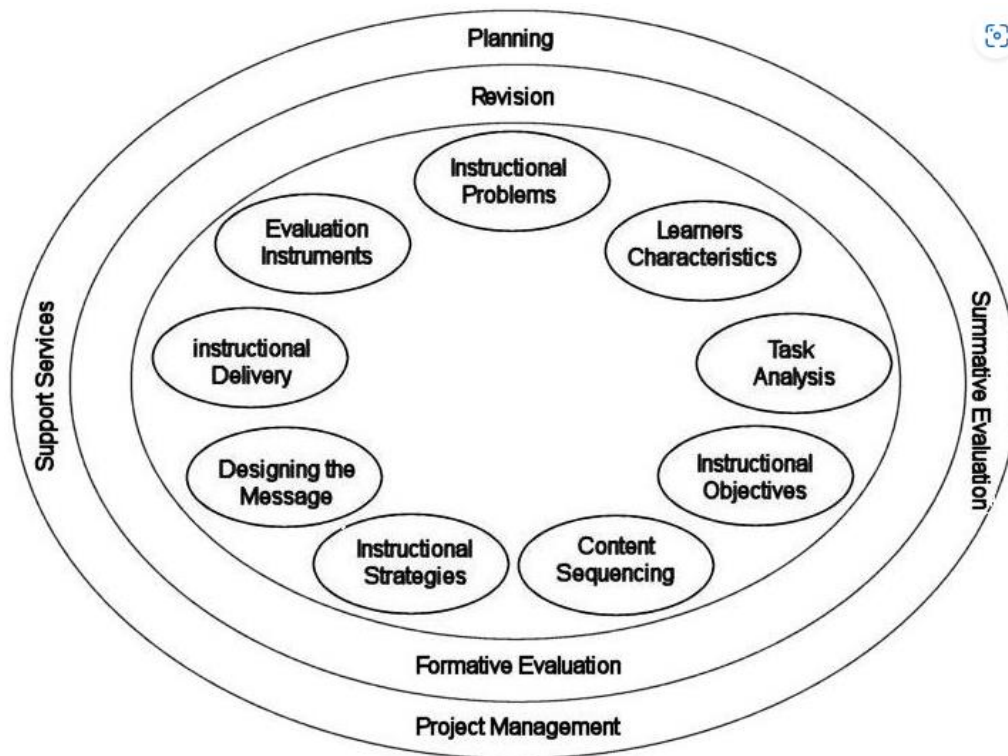 Planning
Revision
Instructional
Problems
Evaluation
Instruments
Learners
Characteristics
instructional
Delivery
Task
Analysis
Support Services
Summative Evaluation
Designing the
Message
Instructional
Objectives
Instructional
Strategies
Content
Sequencing
Formative Evaluation
Project Management